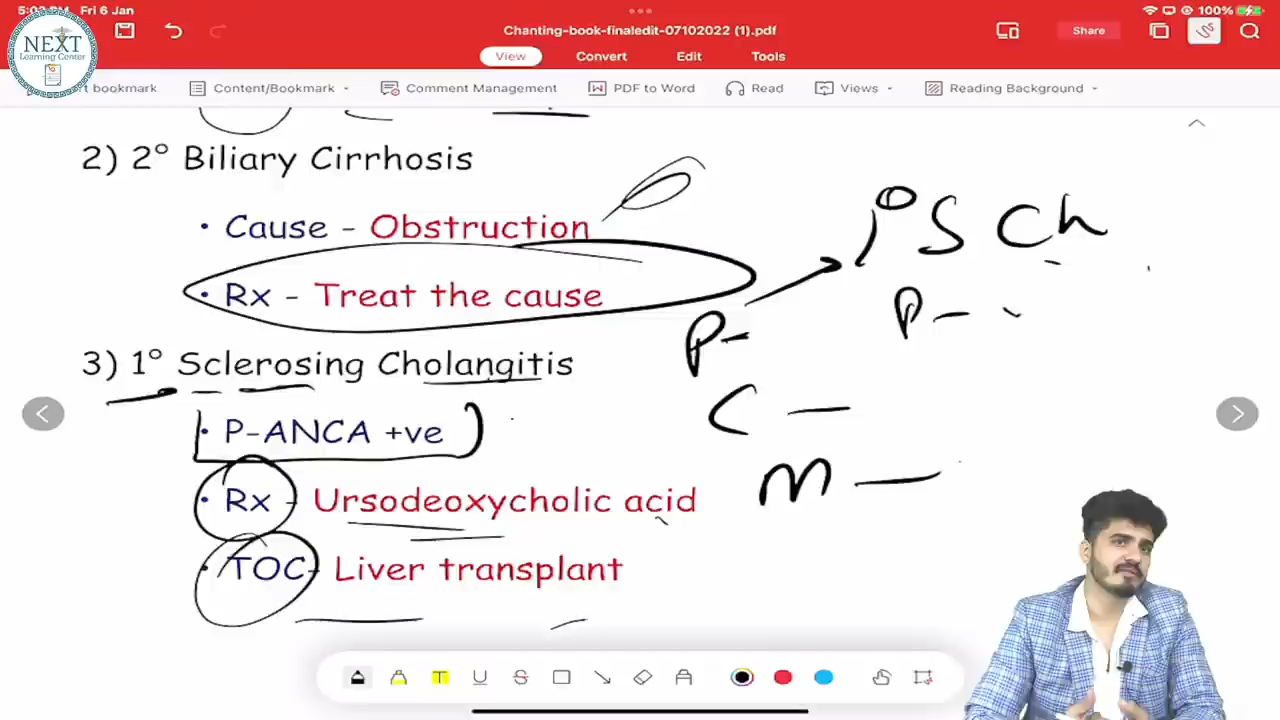 5:03 PM Fri 6 Jan
100%
NEXT
Learning Center
Chanting-book-finaledit-07102022 (1).pdf
Share
View
Convert
Edit
Tools
bookmark
Content/Bookmark
Comment Management
PDF to Word
Read
Views
Reading Background
2) 2° Biliary Cirrhosis
• Cause - Obstruction
• Rx - Treat the cause
3) 1° Sclerosing Cholangitis
• P-ANCA +ve
• Rx - Ursodeoxycholic acid
• TOC- Liver transplant
1° S Ch
P -
P -
C -
M -